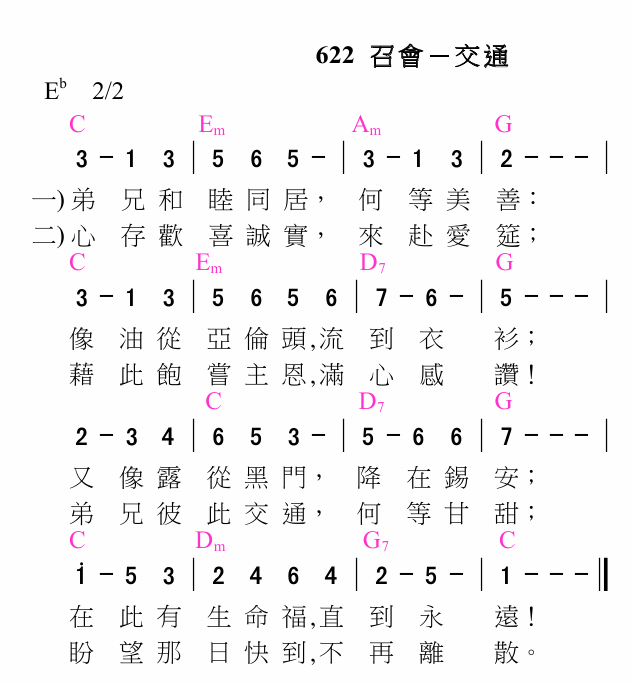 622 召會－交通
E♭ 2/2
C Em Am G
3 - 1 3 | 5 6 5 - | 3 - 1 3 | 2 - - - |
一) 弟 兄 和 睦 同 居， 何 等 美 善：
二) 心 存 歡 喜 誠 實， 來 赴 愛 筵；
C Em D7 G
3 - 1 3 | 5 6 5 6 | 7 - 6 - | 5 - - - |
像 油 從 亞 倫 頭,流 到 衣 衫；
藉 此 飽 嘗 主 恩,滿 心 感 讚！
C D7 G
2 - 3 4 | 6 5 3 - | 5 - 6 6 | 7 - - - |
又 像 露 從 黑 門， 降 在 錫 安；
弟 兄 彼 此 交 通， 何 等 甘 甜；
C Dm G7 C
i - 5 3 | 2 4 6 4 | 2 - 5 - | 1 - - - ‖
在 此 有 生 命 福,直 到 永 遠！
盼 望 那 日 快 到,不 再 離 散。